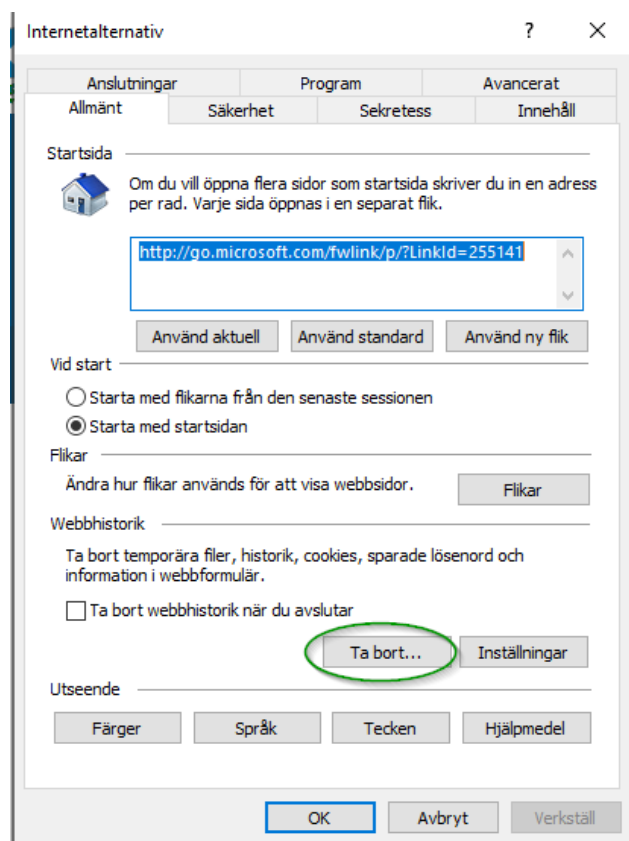 Internetalternativ
?
Anslutningar Program Avancerat
Allmänt Säkerhet Sekretess Innehåll
Startsida
Om du vill öppna flera sidor som startsida skriver du in en adress
per rad. Varje sida öppnas i en separat flik.
http://go.microsoft.com/fwlink/p/?LinkId=255141
Använd aktuell Använd standard Använd ny flik
Vid start
Starta med flikarna från den senaste sessionen
Starta med startsidan
Flikar
Ändra hur flikar används för att visa webbsidor. Flikar
Webbhistorik
Ta bort temporära filer, historik, cookies, sparade lösenord och
information i webbformulär.
Ta bort webbhistorik när du avslutar
Ta bort... Inställningar
Utseende
Färger Språk Tecken Hjälpmedel
OK Avbryt Verkställ